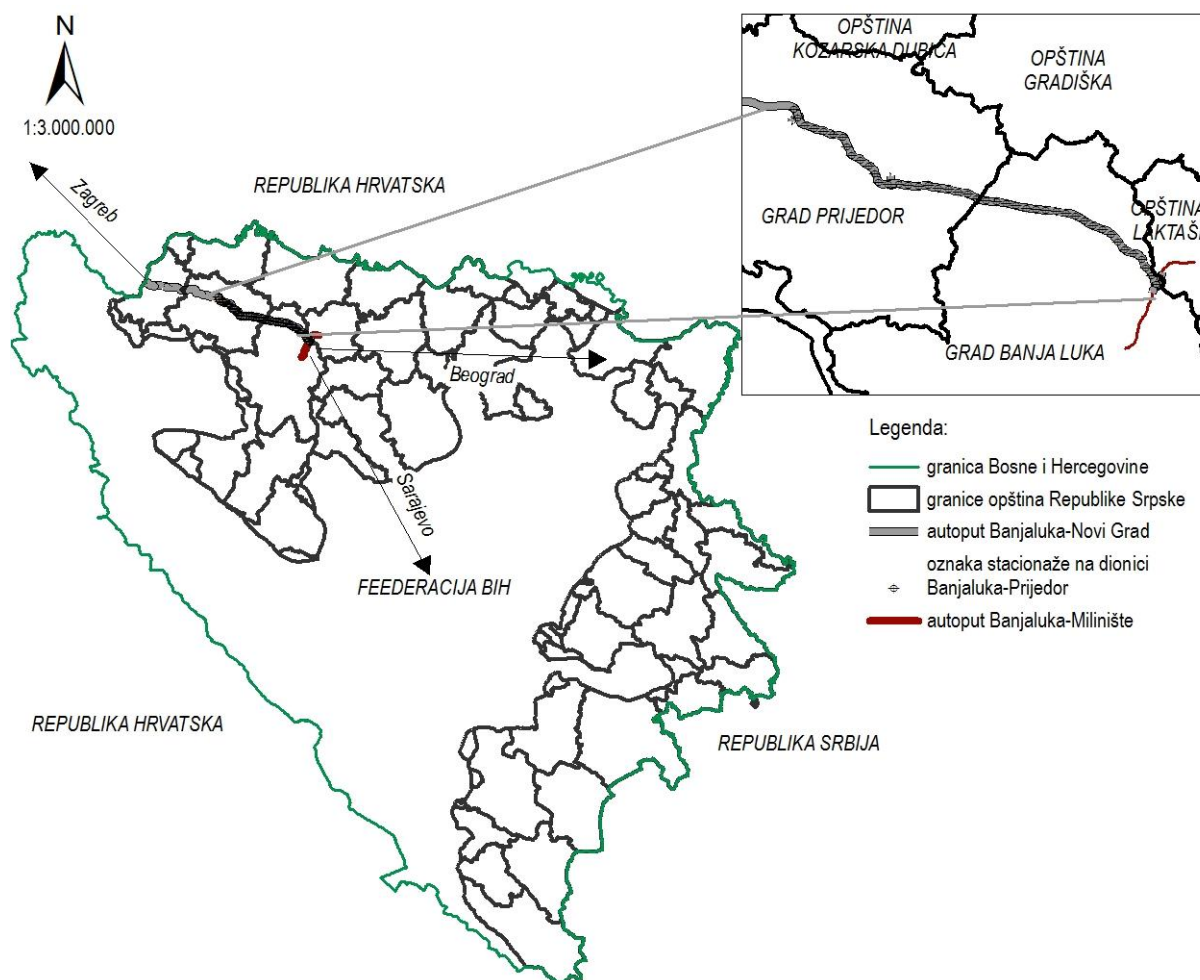 N
1:3.000.000
Zagreb
REPUBLIKA HRVATSKA
Beograd
Sarajevo
FEEDERACIJA BIH
REPUBLIKA HRVATSKA
REPUBLIKA SRBIJA
OPŠTINA
KOZARSKA DUBICA
OPŠTINA
GRADIŠKA
GRAD PRIJEDOR
OPŠTINA
LAKTAŠI
GRAD BANJA LUKA
Legenda:
granica Bosne i Hercegovine
granice opština Republike Srpske
autoput Banjaluka-Novi Grad
oznaka stacionaže na dionici
Banjaluka-Prijedor
autoput Banjaluka-Milinište